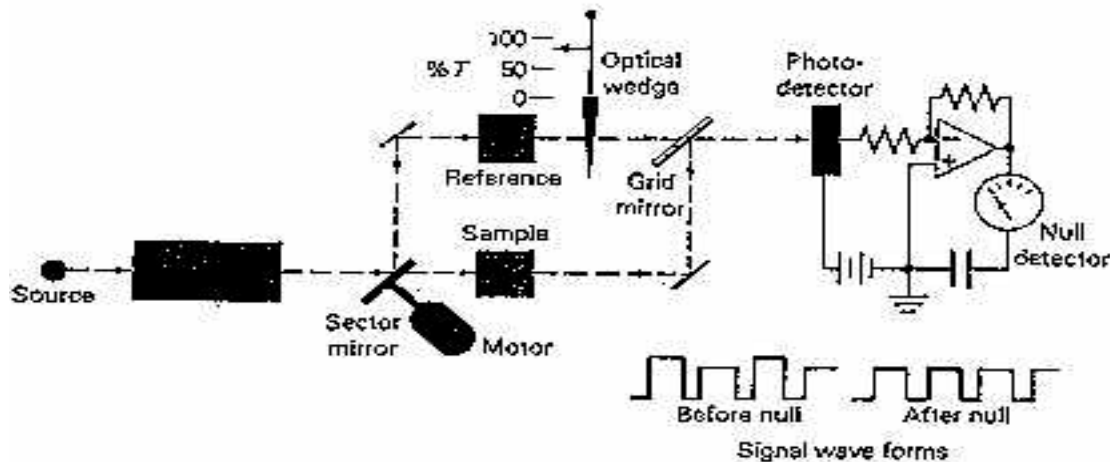 100
% T
50
0
Optical
wedge
Photo-
detector
Reference
Grid
mirror
Sample
Null
detector
Source
Sector
mirror
Motor
Before null
After null
Signal wave forms